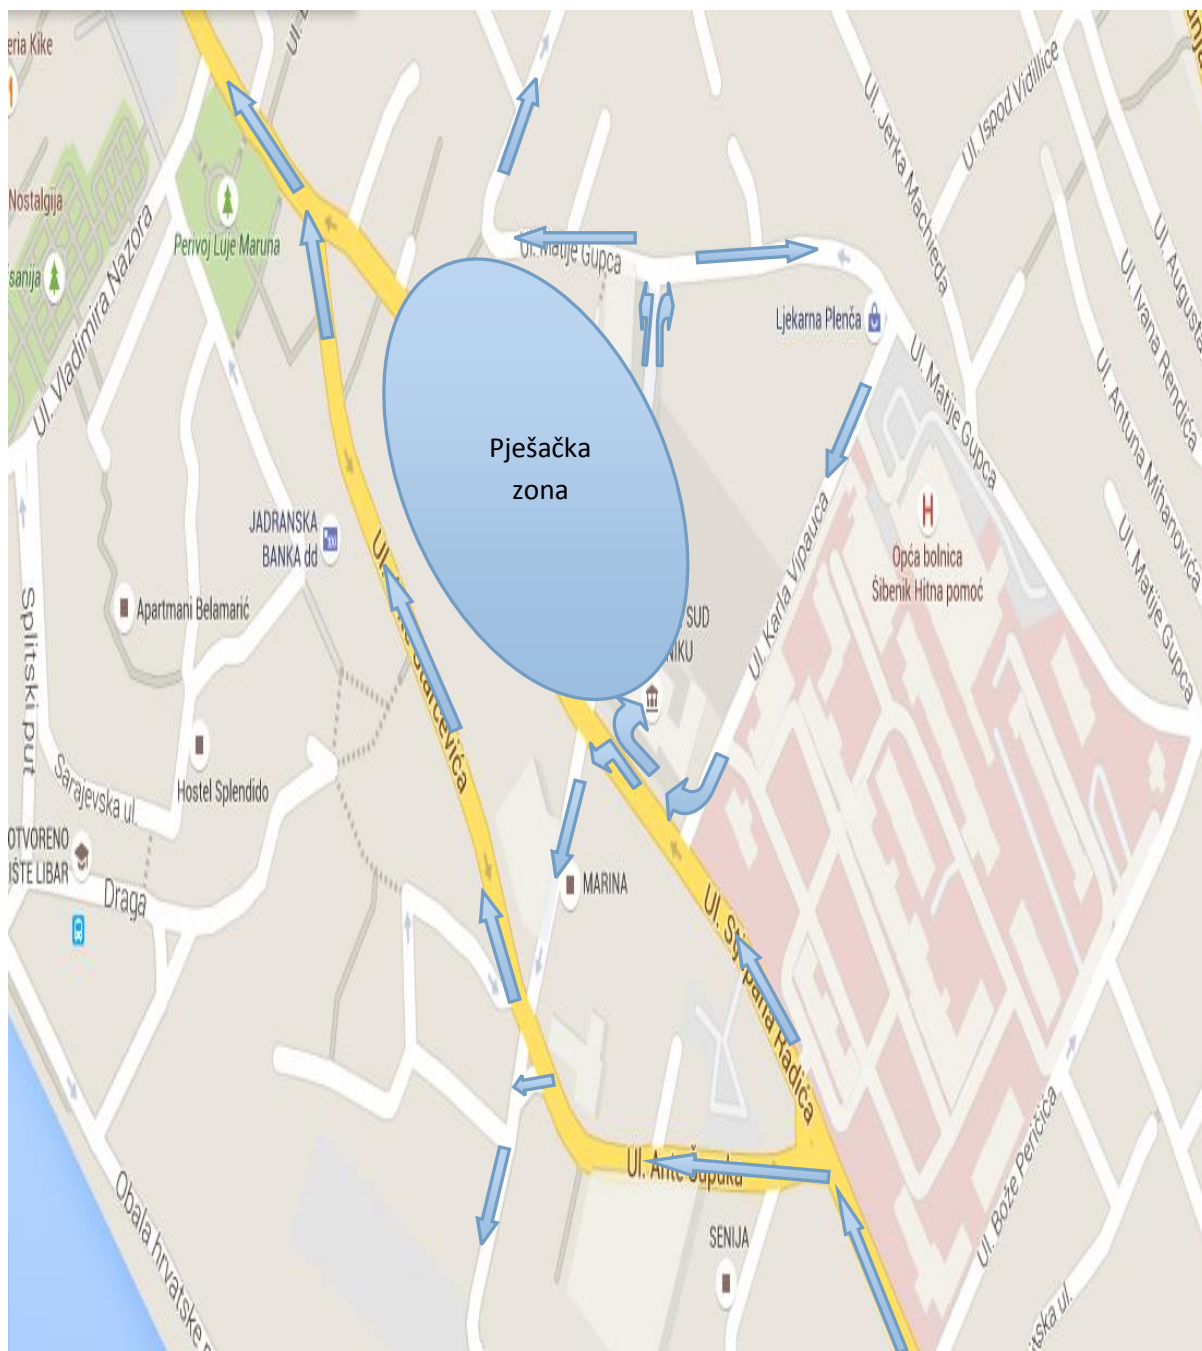 eria Kike
Nostalgija
Perivoj Luje Maruna
Ul. Vladimira Nazora
Ul. Matije Gupca
Ljekarna Plenča
Ul. Jerka Machieda
Ul. Ispod Vidilice
Ul. Augusta
Ul. Ivana Rendića
Ul. Antuna Mihanovića
Ul. Matije Gupca
Ul. Matije Gupca
Pješačka
zona
H
Opća bolnica
Šibenik Hitna pomoć
JADRANSKA
BANKA dd
Apartmani Belamarić
Ul. Karla Vipauca
SUD
NIKU
Splitski put
Sarajevska ul.
Hostel Splendido
OTVORENO
IŠTE LIBAR
Draga
Starčevića
MARINA
Ul. Stjepana Radića
Ul. Ante Šupuka
SENIJA
Ul. Bože Peričića
Obala hrvatske
ul.